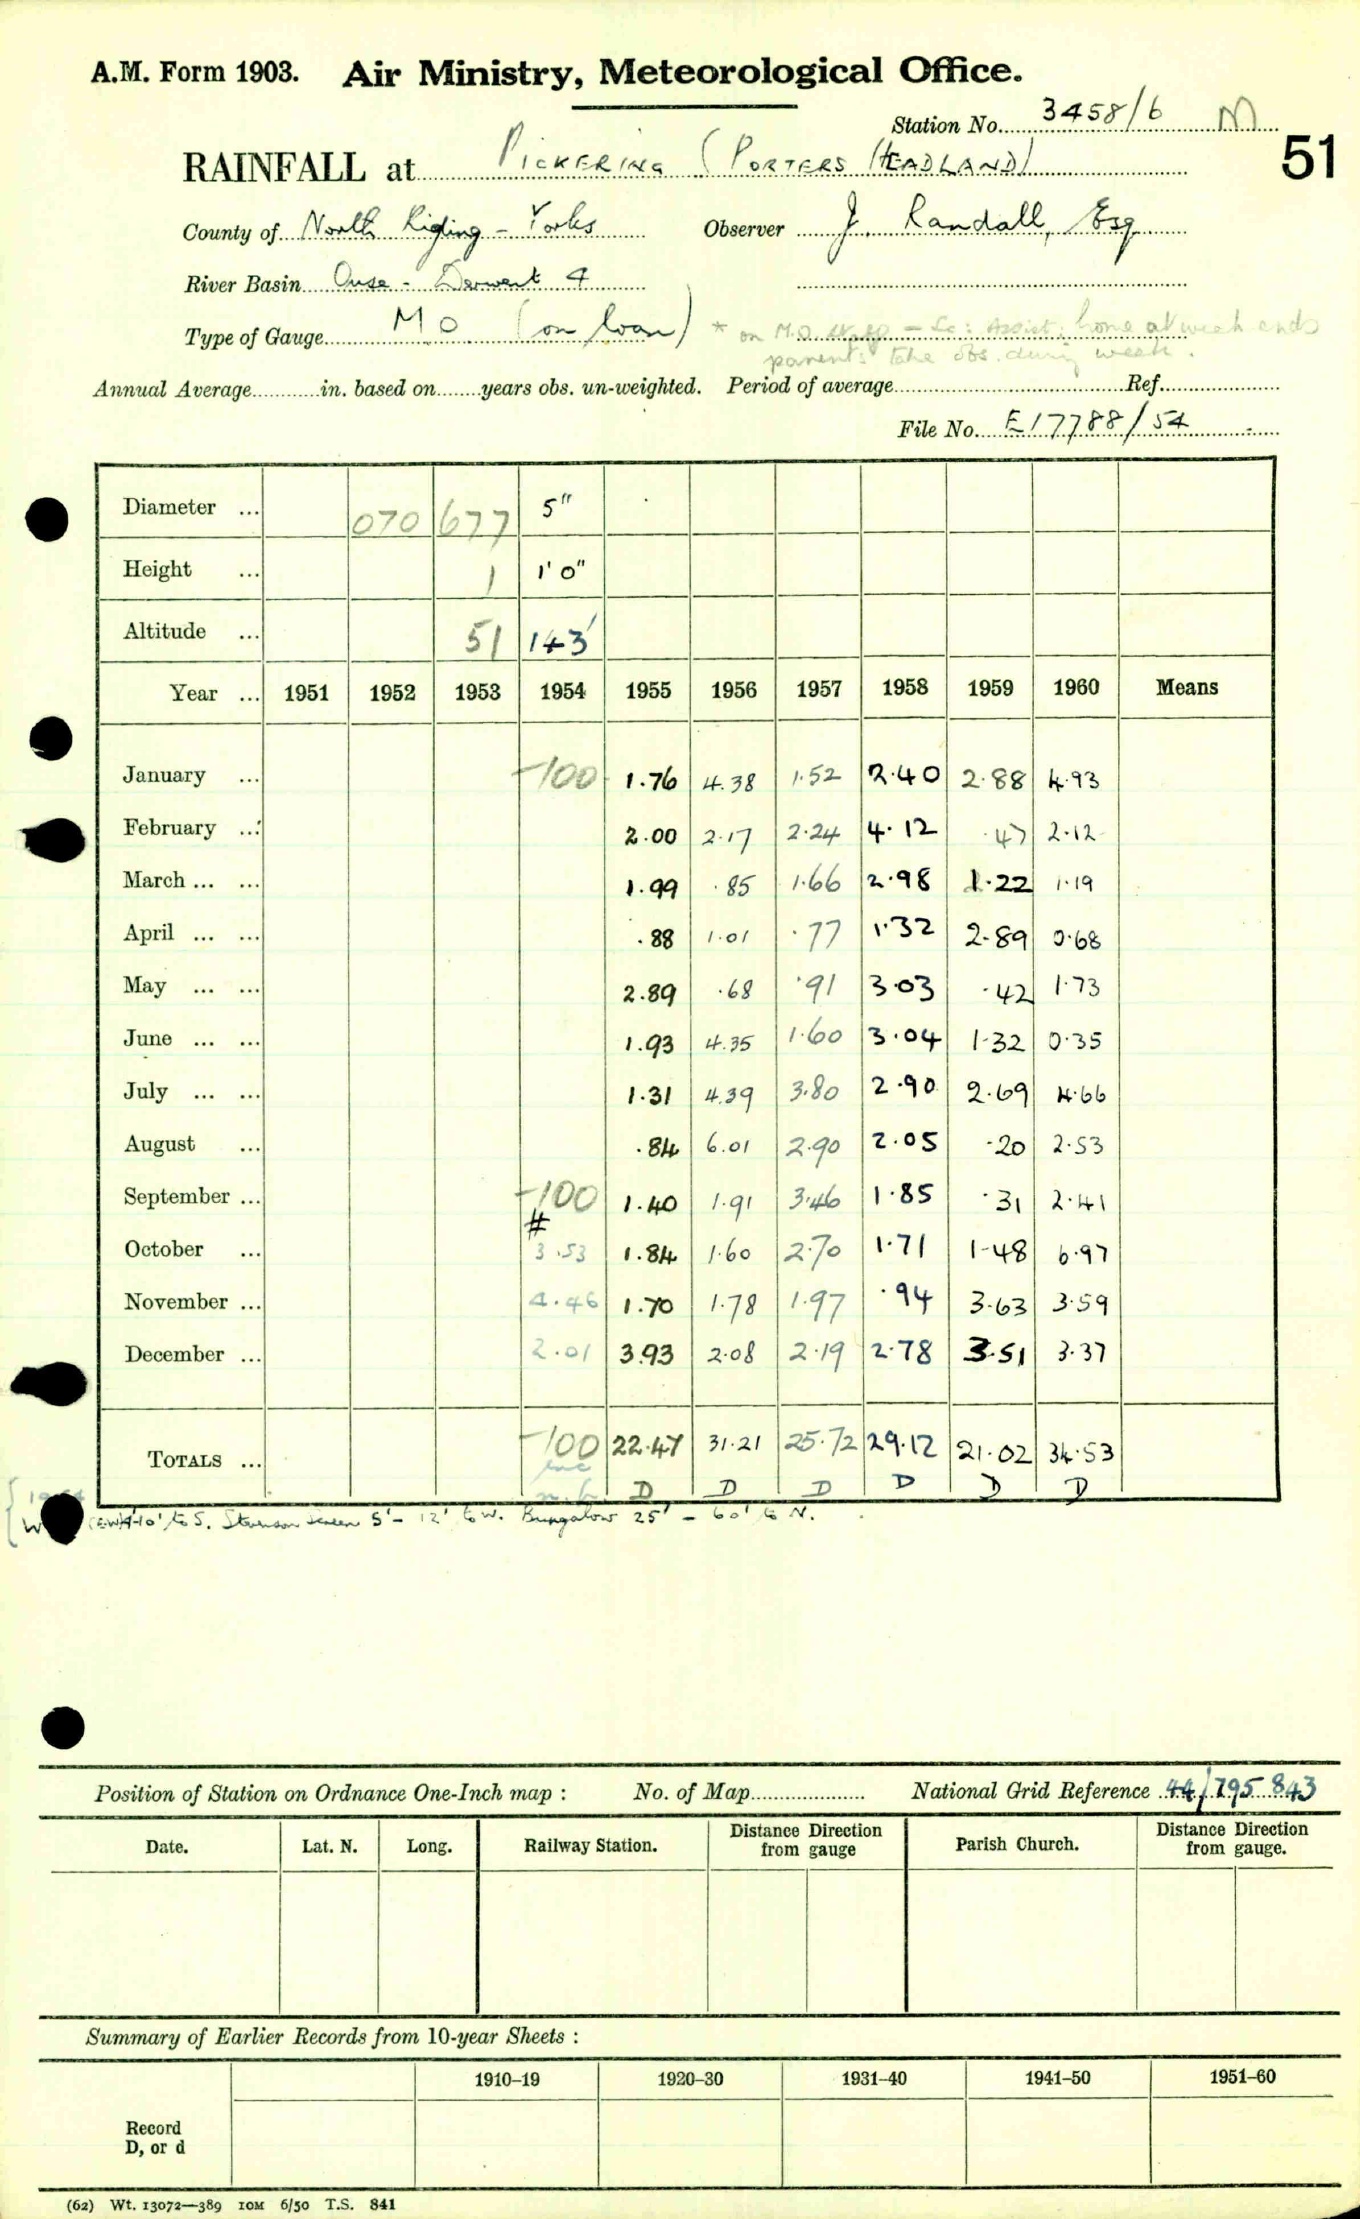 A.M. Form 1903. Air Ministry, Meteorological Office.
Station No. 3458/6 M
51
RAINFALL at PICKERING (PORTERS HEADLAND)
County of North Riding - Yorks Observer J. Randall, Esq
River Basin Ouse - Derwent 4
Type of Gauge MO (on loan) * on M.O. Staff - Sc: Assist: home at week ends
parents take obs. during week.
Annual Average in. based on years obs. un-weighted. Period of average Ref.
File No. E17788/54
Diameter ... 070 677 5"
Height ... 1 1' 0"
Altitude ... 51 143'
Year ... 1951 1952 1953 1954 1955 1956 1957 1958 1959 1960 Means
January ... -100 1.76 4.38 1.52 2.40 2.88 4.93
February ... 2.00 2.17 2.24 4.12 .47 2.12
March ... ... 1.99 .85 1.66 2.98 1.22 1.19
April ... ... .88 1.01 .77 1.32 2.89 0.68
May ... ... 2.89 .68 .91 3.03 .42 1.73
June ... ... 1.93 4.35 1.60 3.04 1.32 0.35
July ... ... 1.31 4.39 3.80 2.90 2.69 4.66
August ... .84 6.01 2.90 2.05 .20 2.53
September ... -100 1.40 1.91 3.46 1.85 .31 2.41
#
October ... 3.53 1.84 1.60 2.70 1.71 1.48 6.97
November ... 4.46 1.70 1.78 1.97 .94 3.63 3.59
December ... 2.01 3.93 2.08 2.19 2.78 3.51 3.37
TOTALS ... -100 22.47 31.21 25.72 29.12 21.02 34.53
inc
D D D D D D
to S. Stevenson screen 5' - 12' to W. Bungalow 25' - 60' to N.
Position of Station on Ordnance One-Inch map : No. of Map National Grid Reference 44/795 843
Date. Lat. N. Long. Railway Station. Distance Direction from gauge Parish Church. Distance Direction from gauge.
Summary of Earlier Records from 10-year Sheets :
1910–19 1920–30 1931–40 1941–50 1951–60
Record
D, or d
(62) Wt. 13072—389 10M 6/50 T.S. 841